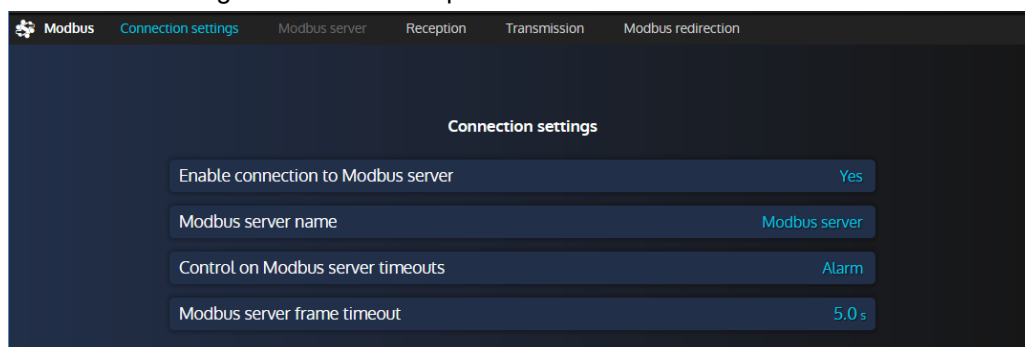 Modbus Connection settings Modbus server Reception Transmission Modbus redirection
Connection settings
Enable connection to Modbus server Yes
Modbus server name Modbus server
Control on Modbus server timeouts Alarm
Modbus server frame timeout 5.0 s